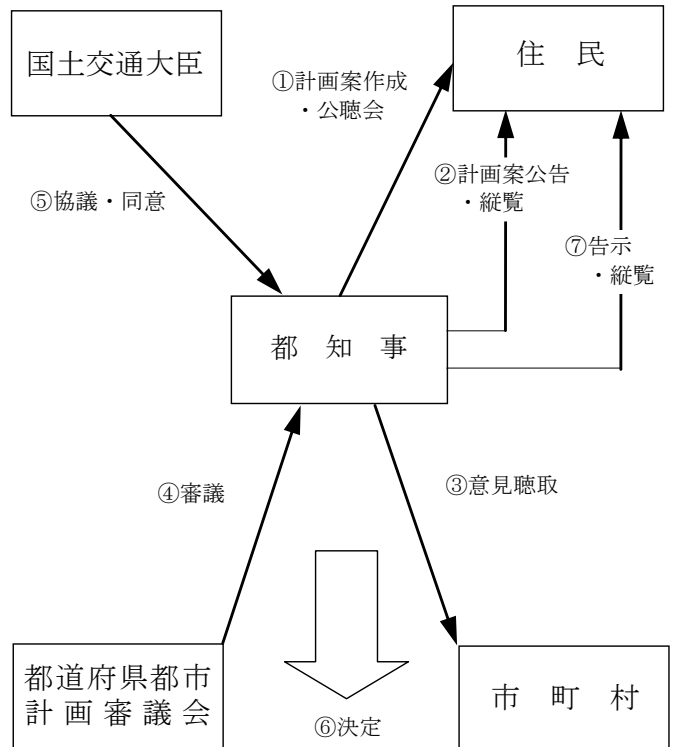 国土交通大臣
住 民
①計画案作成
・公聴会
②計画案公告
・縦覧
⑤協議・同意
⑦告示
・縦覧
都 知 事
④審議
③意見聴取
都道府県都市
計画審議会
市 町 村
⑥決定